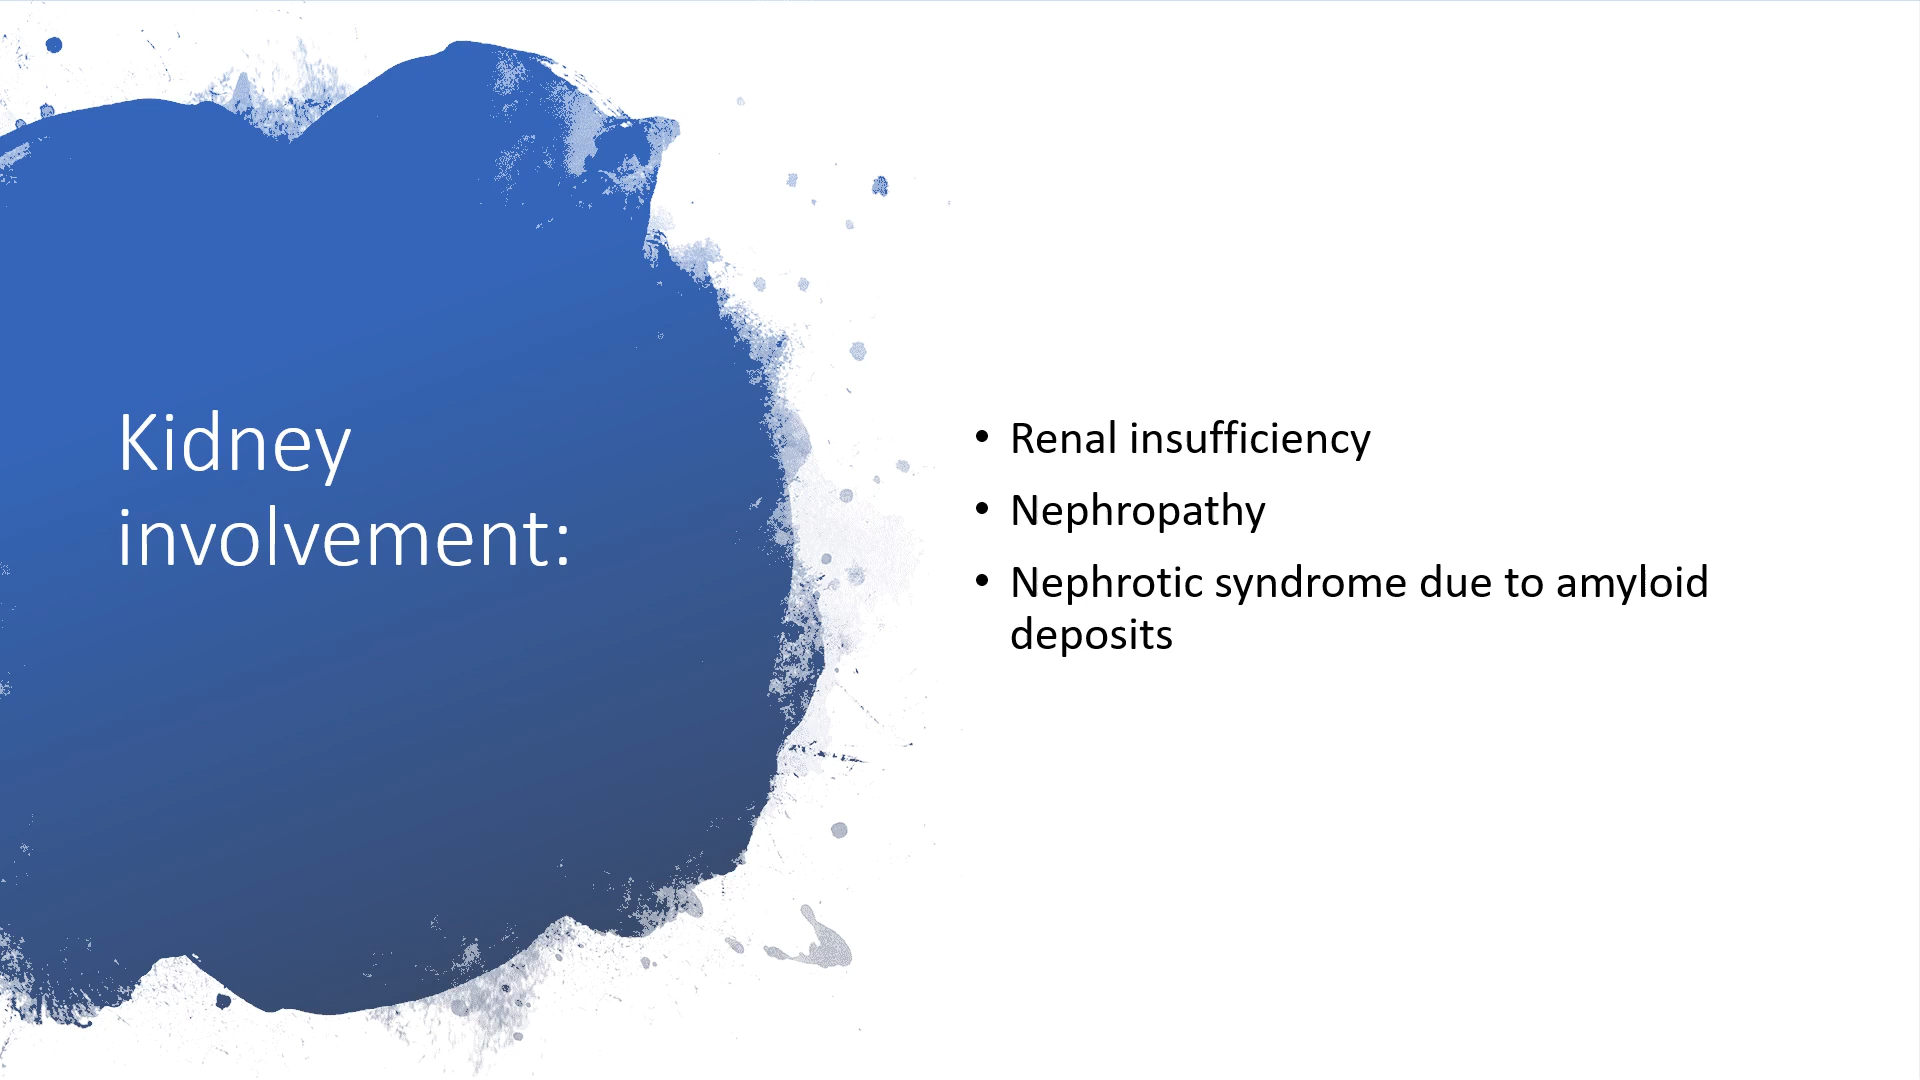 Kidney
involvement:
• Renal insufficiency
• Nephropathy
• Nephrotic syndrome due to amyloid
deposits